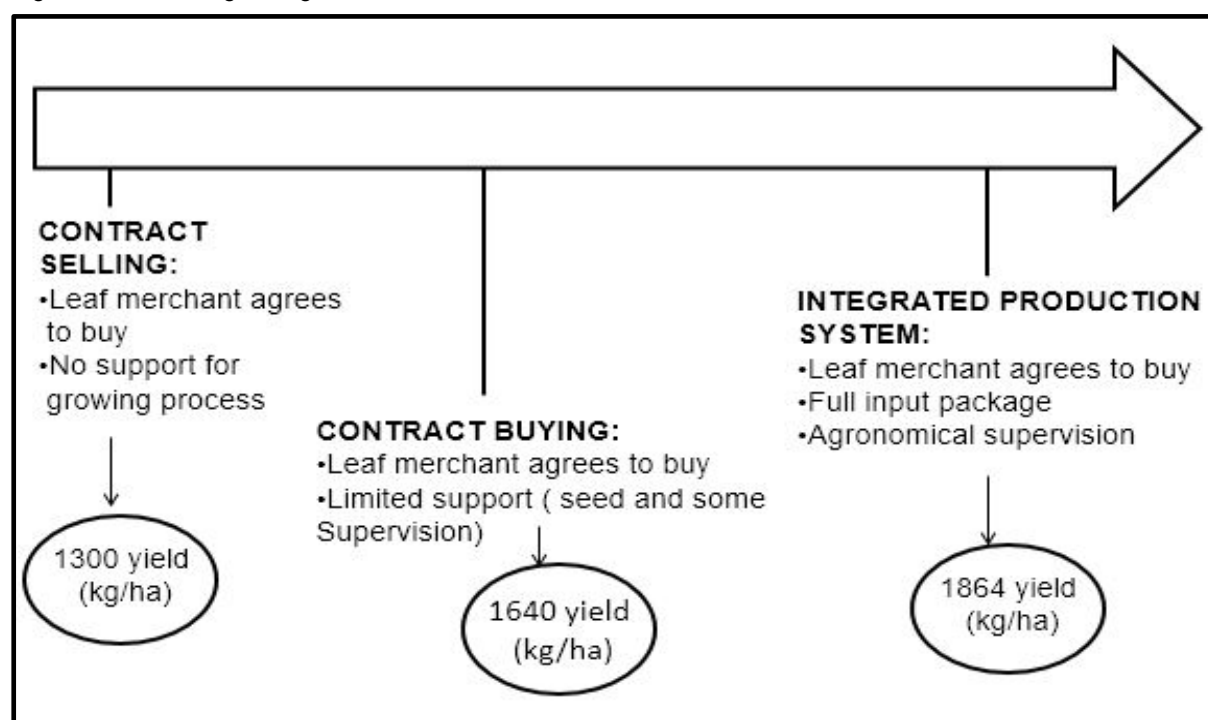 CONTRACT
SELLING:
•Leaf merchant agrees
to buy
•No support for
growing process
1300 yield
(kg/ha)
CONTRACT BUYING:
•Leaf merchant agrees to buy
•Limited support ( seed and some
Supervision)
1640 yield
(kg/ha)
INTEGRATED PRODUCTION
SYSTEM:
•Leaf merchant agrees to buy
•Full input package
•Agronomical supervision
1864 yield
(kg/ha)